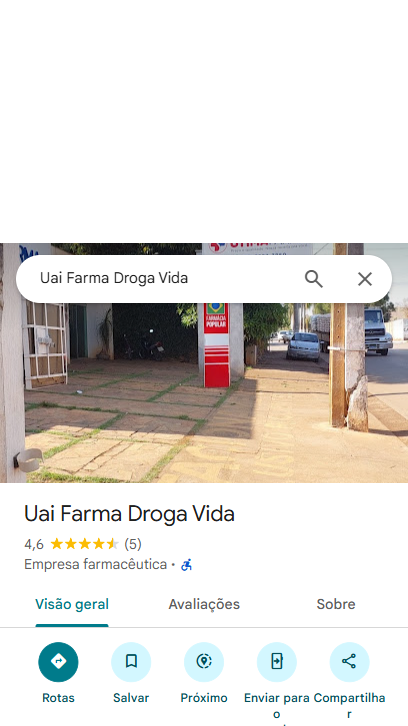 Uai Farma Droga Vida
FARMÁCIA
POPULAR
Uai Farma Droga Vida
4,6 (5)
Empresa farmacêutica ·
Visão geral Avaliações Sobre
Rotas Salvar Próximo Enviar para o Compartilhar